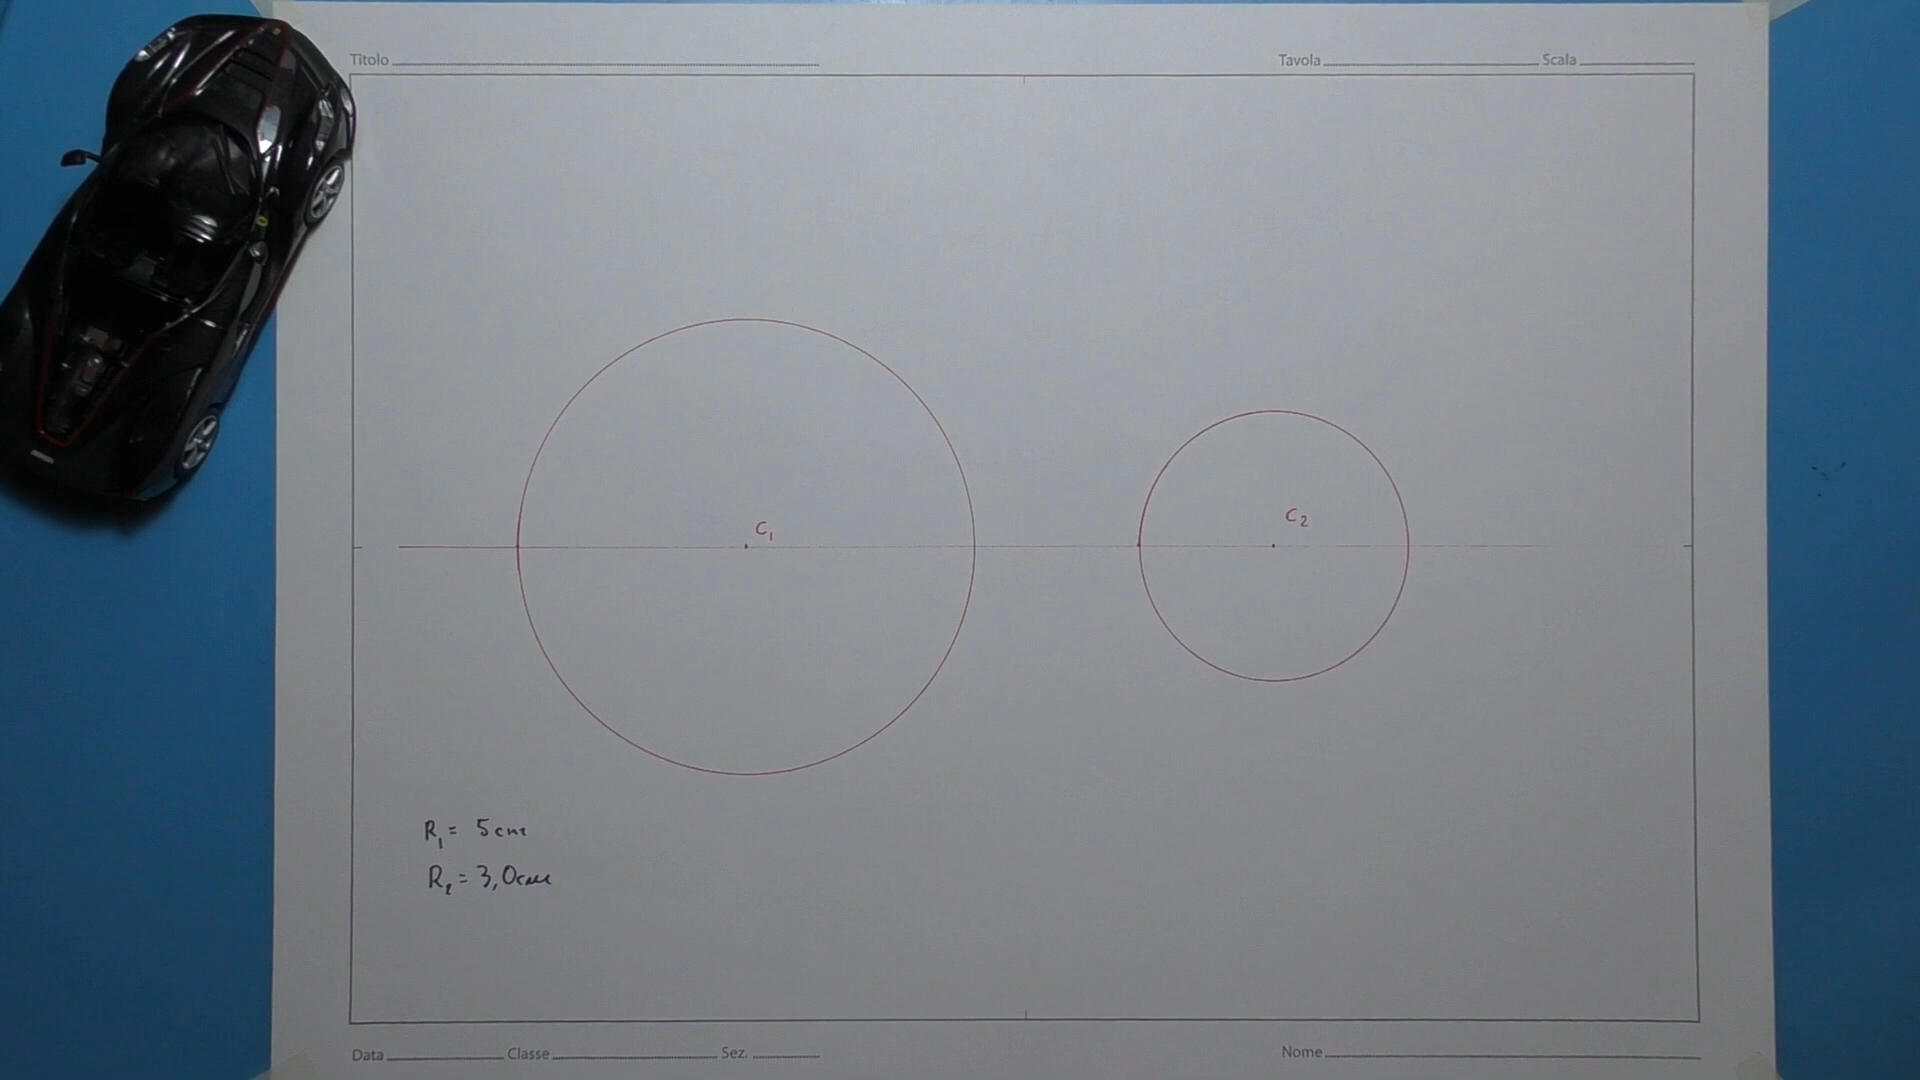 Titolo Tavola Scala
C1
C2
R1 = 5cm
R2 = 3,0cm
Data Classe Sez. Nome